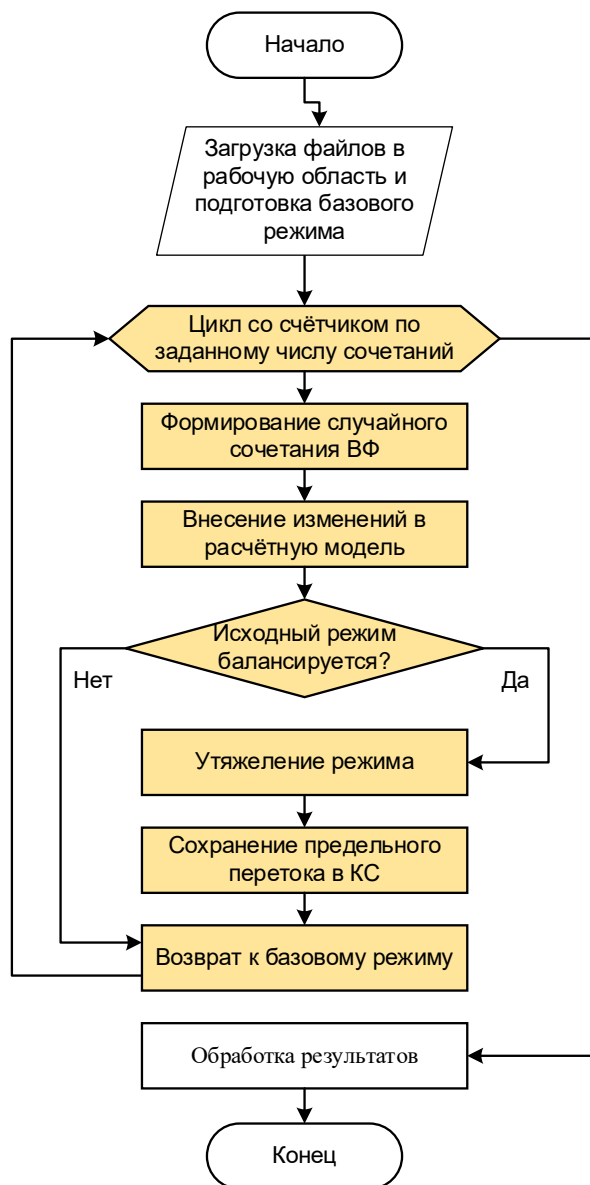 Начало
Загрузка файлов в
рабочую область и
подготовка базового
режима
Цикл со счётчиком по
заданному числу сочетаний
Формирование случайного
сочетания ВФ
Внесение изменений в
расчётную модель
Исходный режим
балансируется?
Нет
Да
Утяжеление режима
Сохранение предельного
перетока в КС
Возврат к базовому режиму
Обработка результатов
Конец